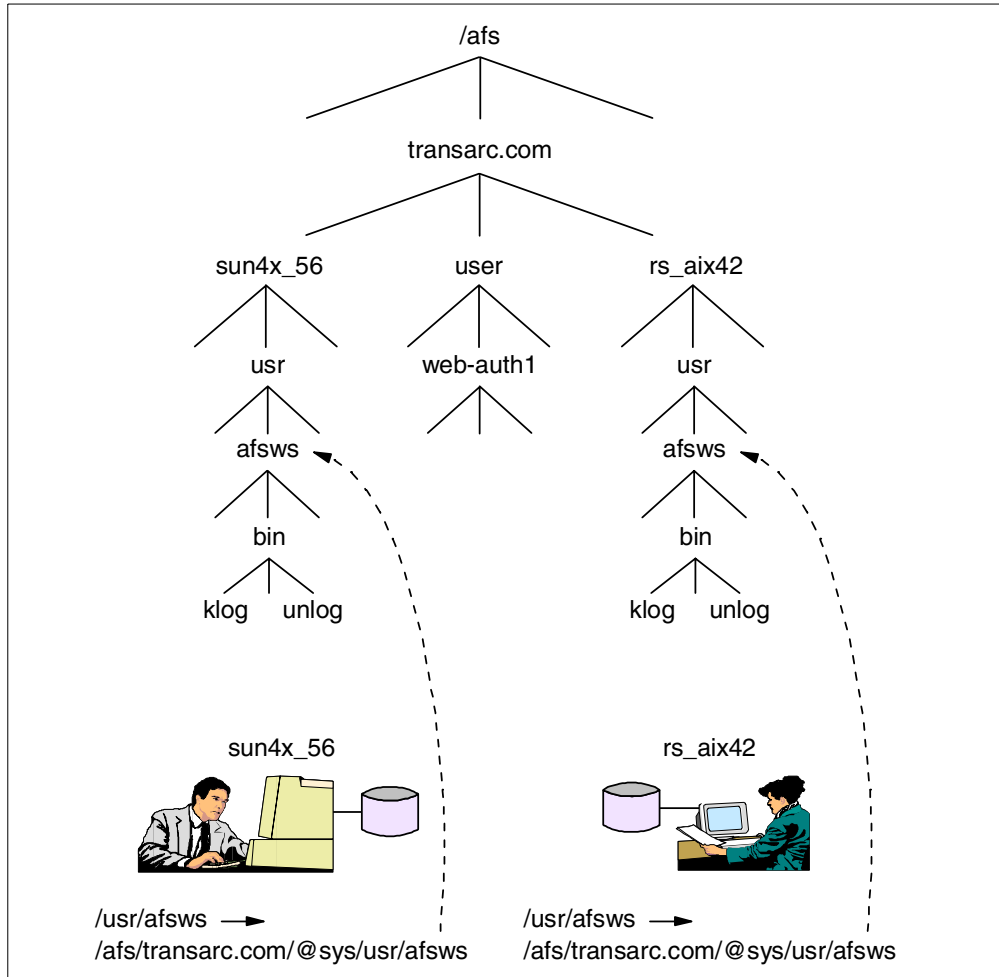 /afs
transarc.com
sun4x_56 user rs_aix42
usr web-auth1 usr
afsws afsws
bin bin
klog unlog klog unlog
sun4x_56 rs_aix42
/usr/afsws /usr/afsws
/afs/transarc.com/@sys/usr/afsws /afs/transarc.com/@sys/usr/afsws